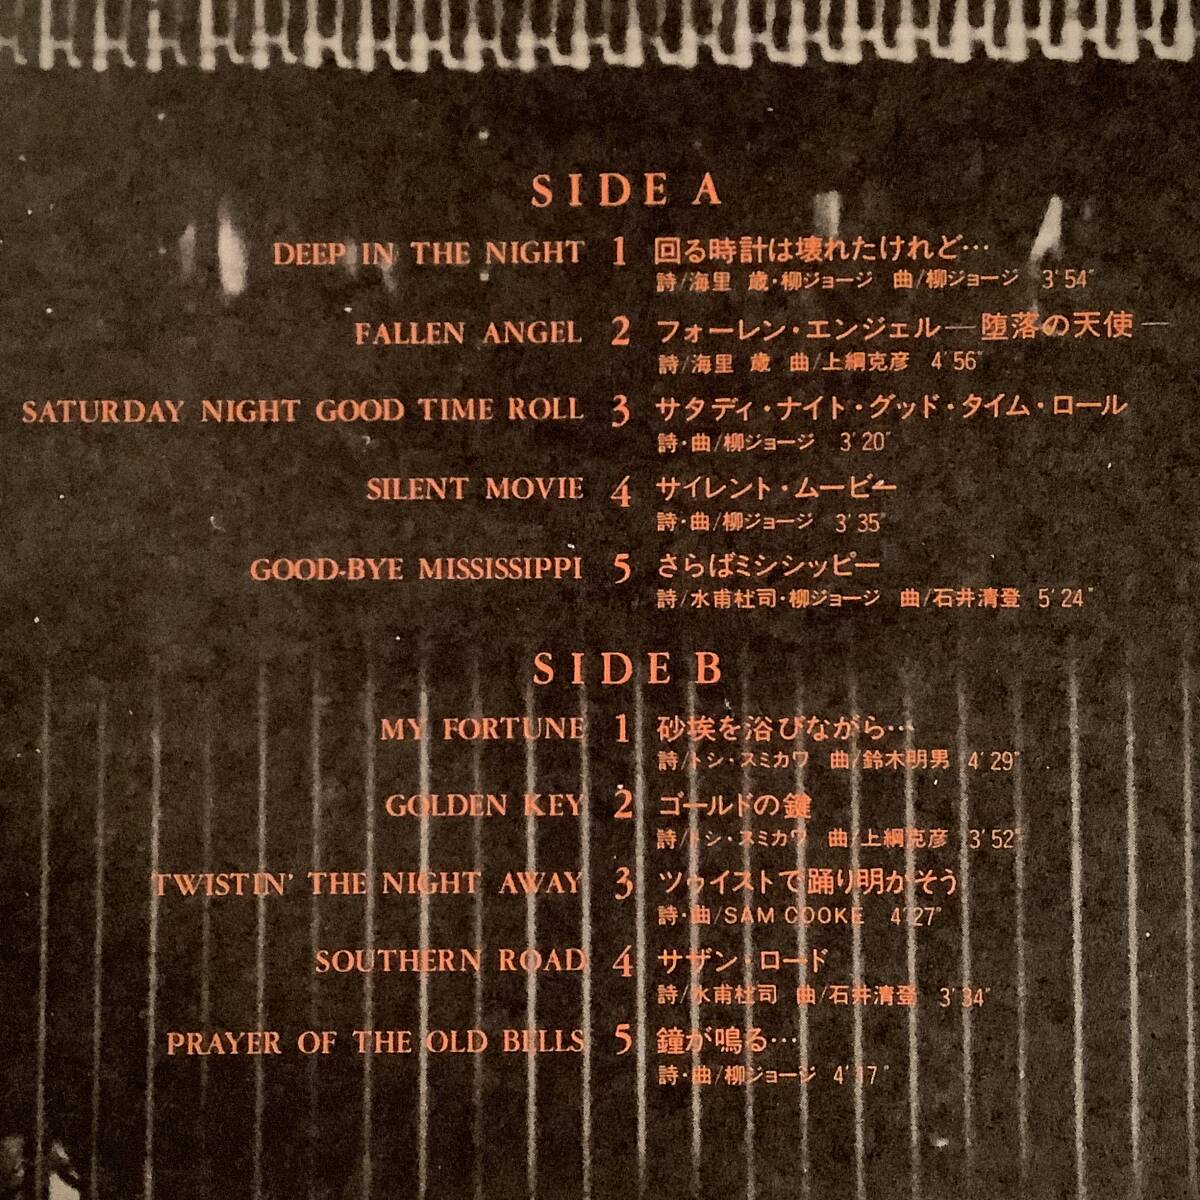 SIDE A
DEEP IN THE NIGHT 1 回る時計は壊れたけれど…
詩/海里 歳・柳ジョージ 曲/柳ジョージ 3'54"
FALLEN ANGEL 2 フォーレン・エンジェル―堕落の天使―
詩/海里 歳 曲/上綱克彦 4'56"
SATURDAY NIGHT GOOD TIME ROLL 3 サタディ・ナイト・グッド・タイム・ロール
詩・曲/柳ジョージ 3'20"
SILENT MOVIE 4 サイレント・ムービー
詩・曲/柳ジョージ 3'35"
GOOD-BYE MISSISSIPPI 5 さらばミシシッピー
詩/水甫杜司・柳ジョージ 曲/石井清登 5'24"
SIDE B
MY FORTUNE 1 砂埃を浴びながら…
詩/トシ・スミカワ 曲/鈴木明男 4'29"
GOLDEN KEY 2 ゴールドの鍵
詩/トシ・スミカワ 曲/上綱克彦 3'52"
TWISTIN' THE NIGHT AWAY 3 ツゥイストで踊り明かそう
詩・曲/SAM COOKE 4'27"
SOUTHERN ROAD 4 サザン・ロード
詩/水甫杜司 曲/石井清登 3'34"
PRAYER OF THE OLD BELLS 5 鐘が鳴る…
詩・曲/柳ジョージ 4'17"